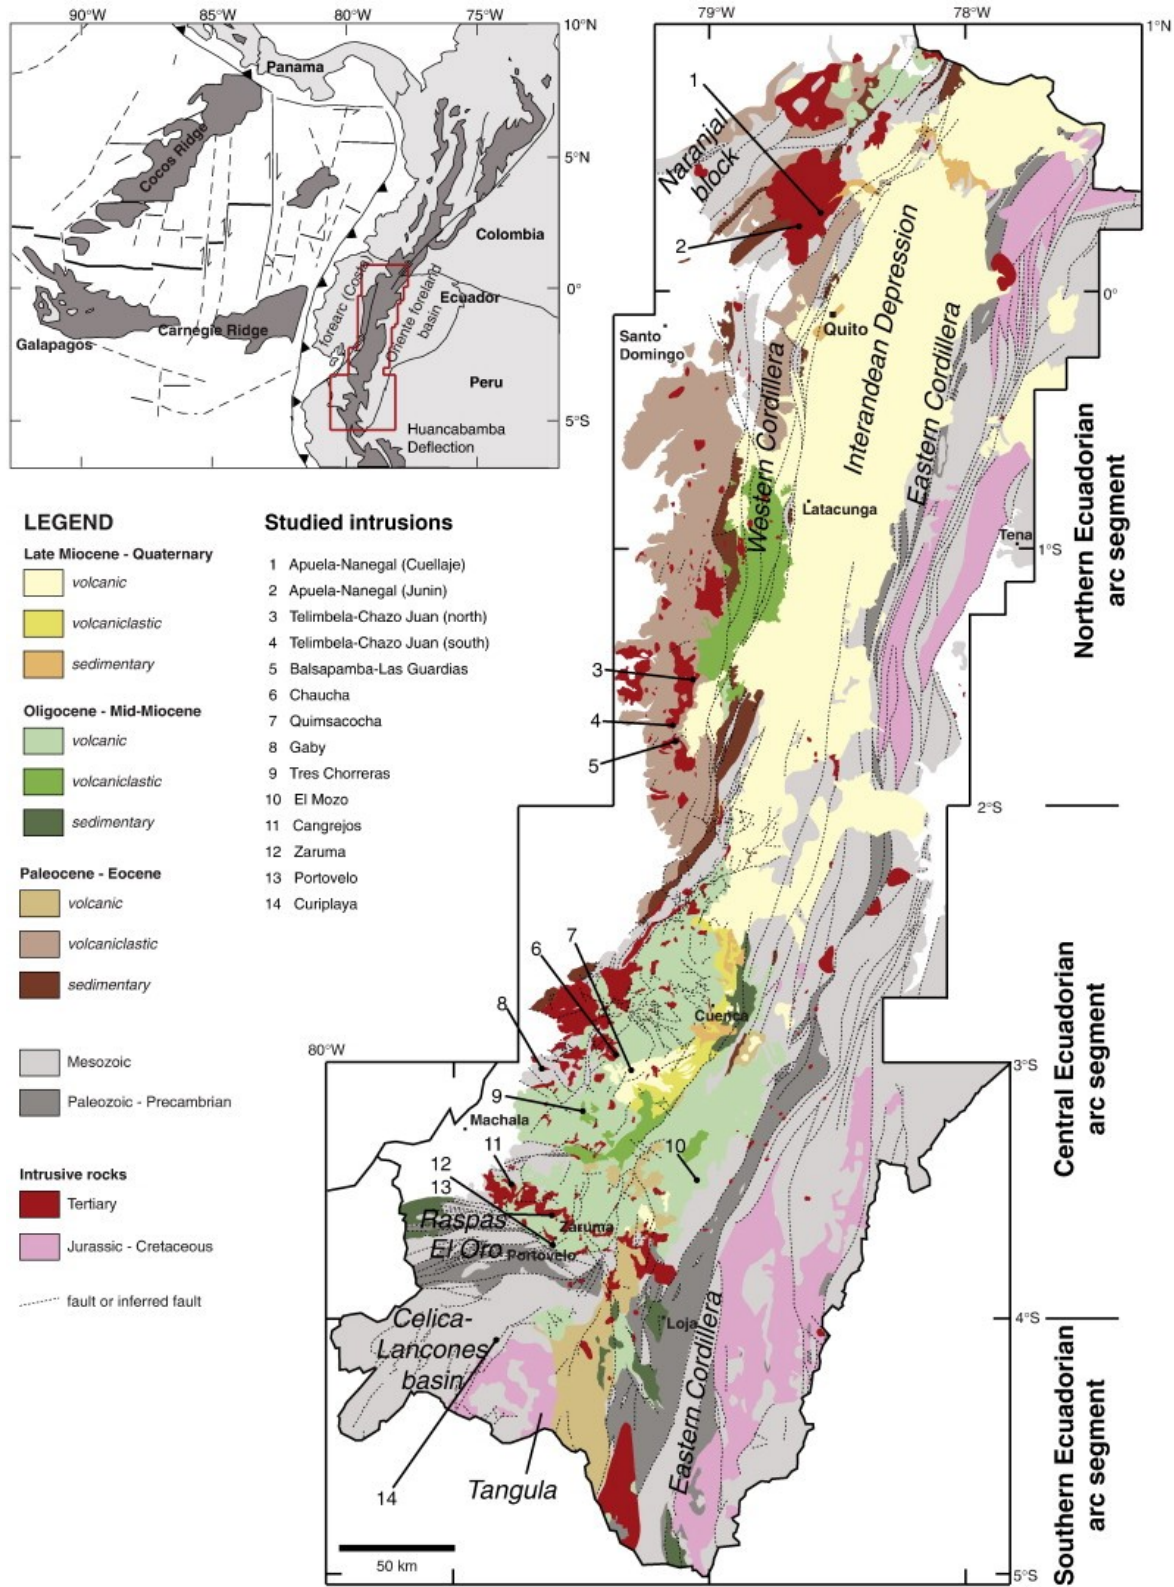 90°W
85°W
80°W
75°W
10°N
5°N
0°
5°S
Panama
Cocos Ridge
Colombia
Ecuador
forearc (Costa)
Oriente foreland
basin
Carnegie Ridge
Galapagos
Peru
Huancabamba
Deflection
LEGEND
Late Miocene - Quaternary
volcanic
volcaniclastic
sedimentary
Oligocene - Mid-Miocene
volcanic
volcaniclastic
sedimentary
Paleocene - Eocene
volcanic
volcaniclastic
sedimentary
Mesozoic
Paleozoic - Precambrian
Intrusive rocks
Tertiary
Jurassic - Cretaceous
fault or inferred fault
Studied intrusions
1 Apuela-Nanegal (Cuellaje)
2 Apuela-Nanegal (Junin)
3 Telimbela-Chazo Juan (north)
4 Telimbela-Chazo Juan (south)
5 Balsapamba-Las Guardias
6 Chaucha
7 Quimsacocha
8 Gaby
9 Tres Chorreras
10 El Mozo
11 Cangrejos
12 Zaruma
13 Portovelo
14 Curiplaya
79°W
78°W
1°N
1
Naranjal
block
2
0°
Santo
Domingo
Quito
Western Cordillera
Interandean Depression
Eastern Cordillera
Latacunga
Tena
1°S
Northern Ecuadorian
arc segment
3
4
5
2°S
7
6
8
Cuenca
80°W
3°S
9
Machala
10
11
12
13
Central Ecuadorian
arc segment
Raspas
El Oro
Zaruma
Portovelo
Celica-
Lancones
basin
Loja
4°S
Eastern Cordillera
Tangula
14
Southern Ecuadorian
arc segment
50 km
5°S